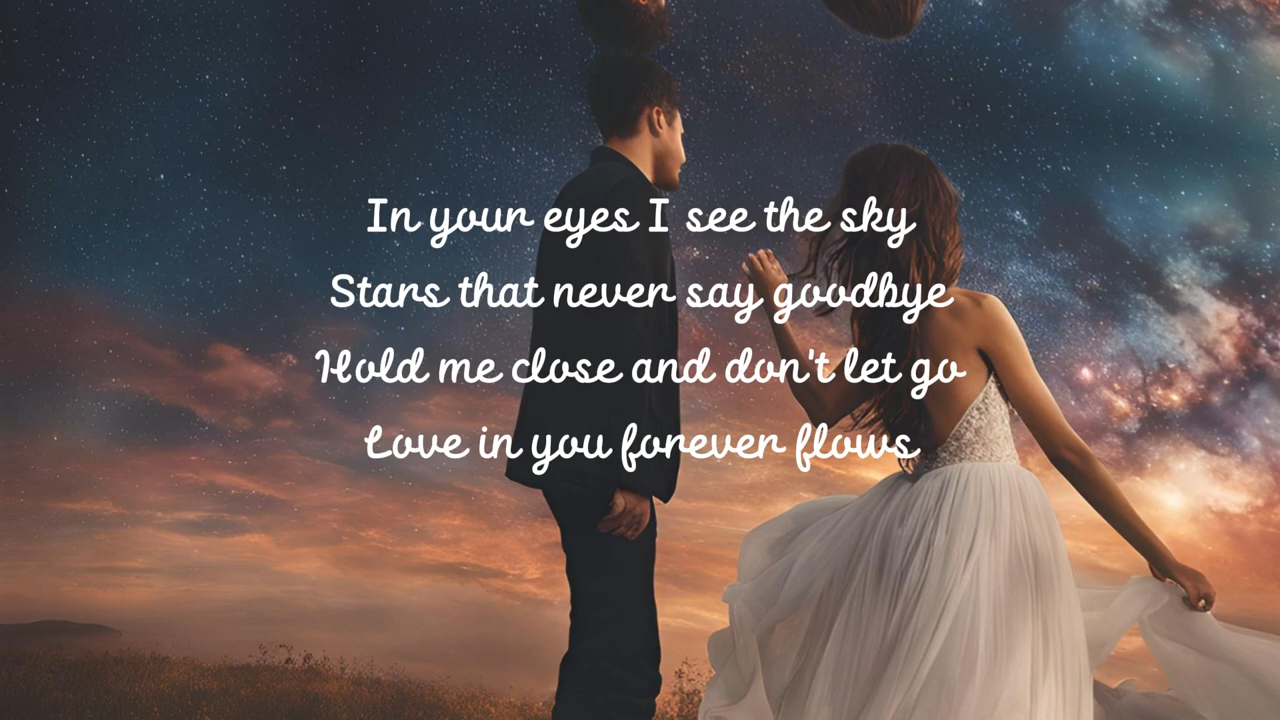 In your eyes I see the sky
Stars that never say goodbye
Hold me close and don't let go
Love in you forever flows